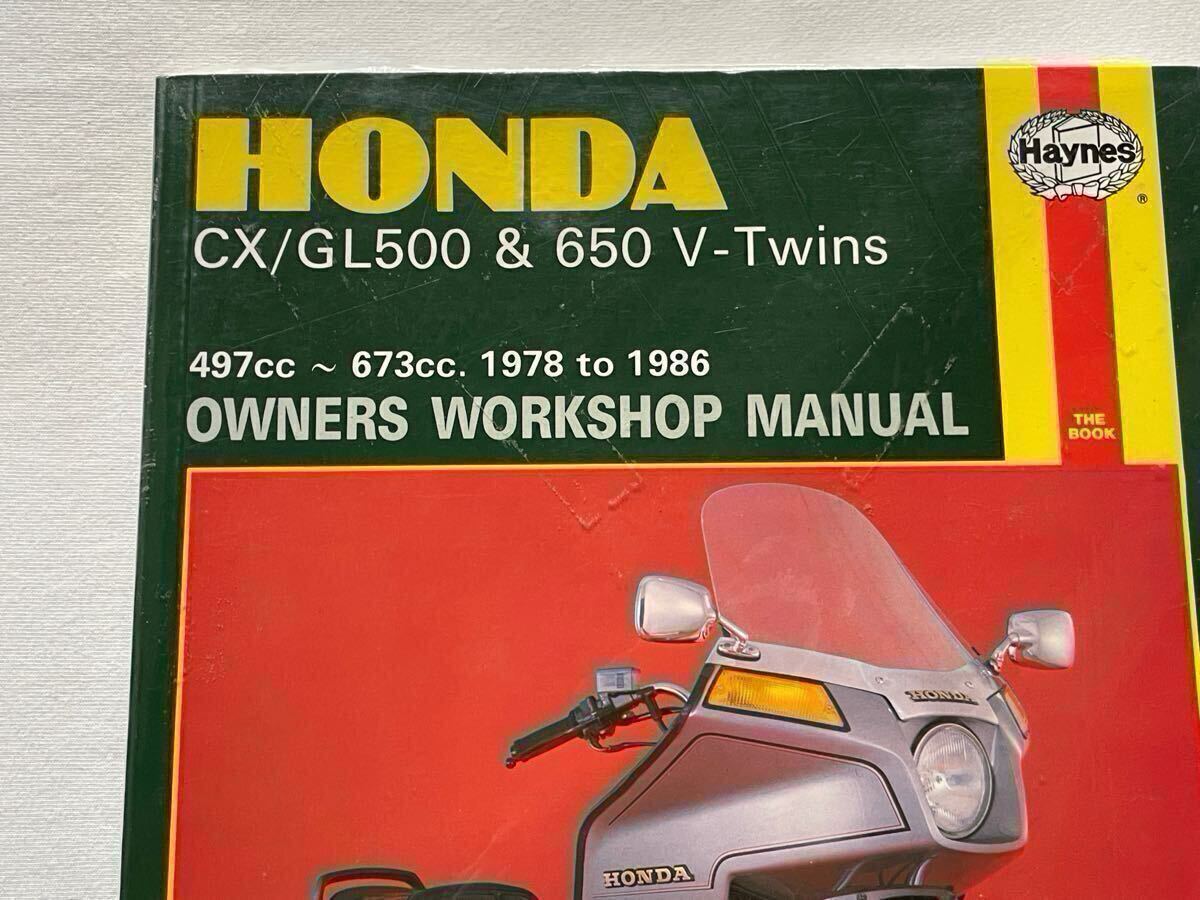 HONDA
CX/GL500 & 650 V-Twins
497cc ~ 673cc. 1978 to 1986
OWNERS WORKSHOP MANUAL
Haynes
®
THE
BOOK
HONDA
HONDA